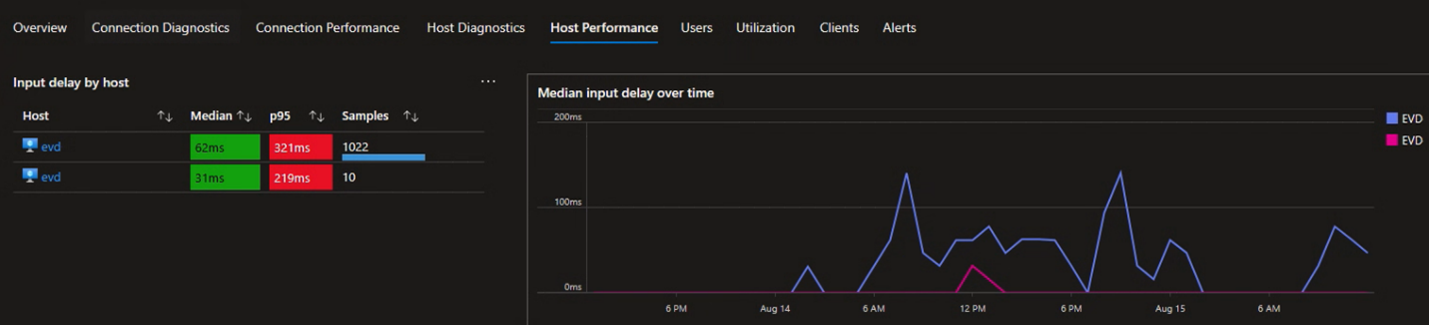 Overview Connection Diagnostics Connection Performance Host Diagnostics Host Performance Users Utilization Clients Alerts
Input delay by host ...
Host ↑↓ Median ↑↓ p95 ↑↓ Samples ↑↓
evd 62ms 321ms 1022
evd 31ms 219ms 10
Median input delay over time
200ms
100ms
0ms
6 PM Aug 14 6 AM 12 PM 6 PM Aug 15 6 AM
EVD
EVD